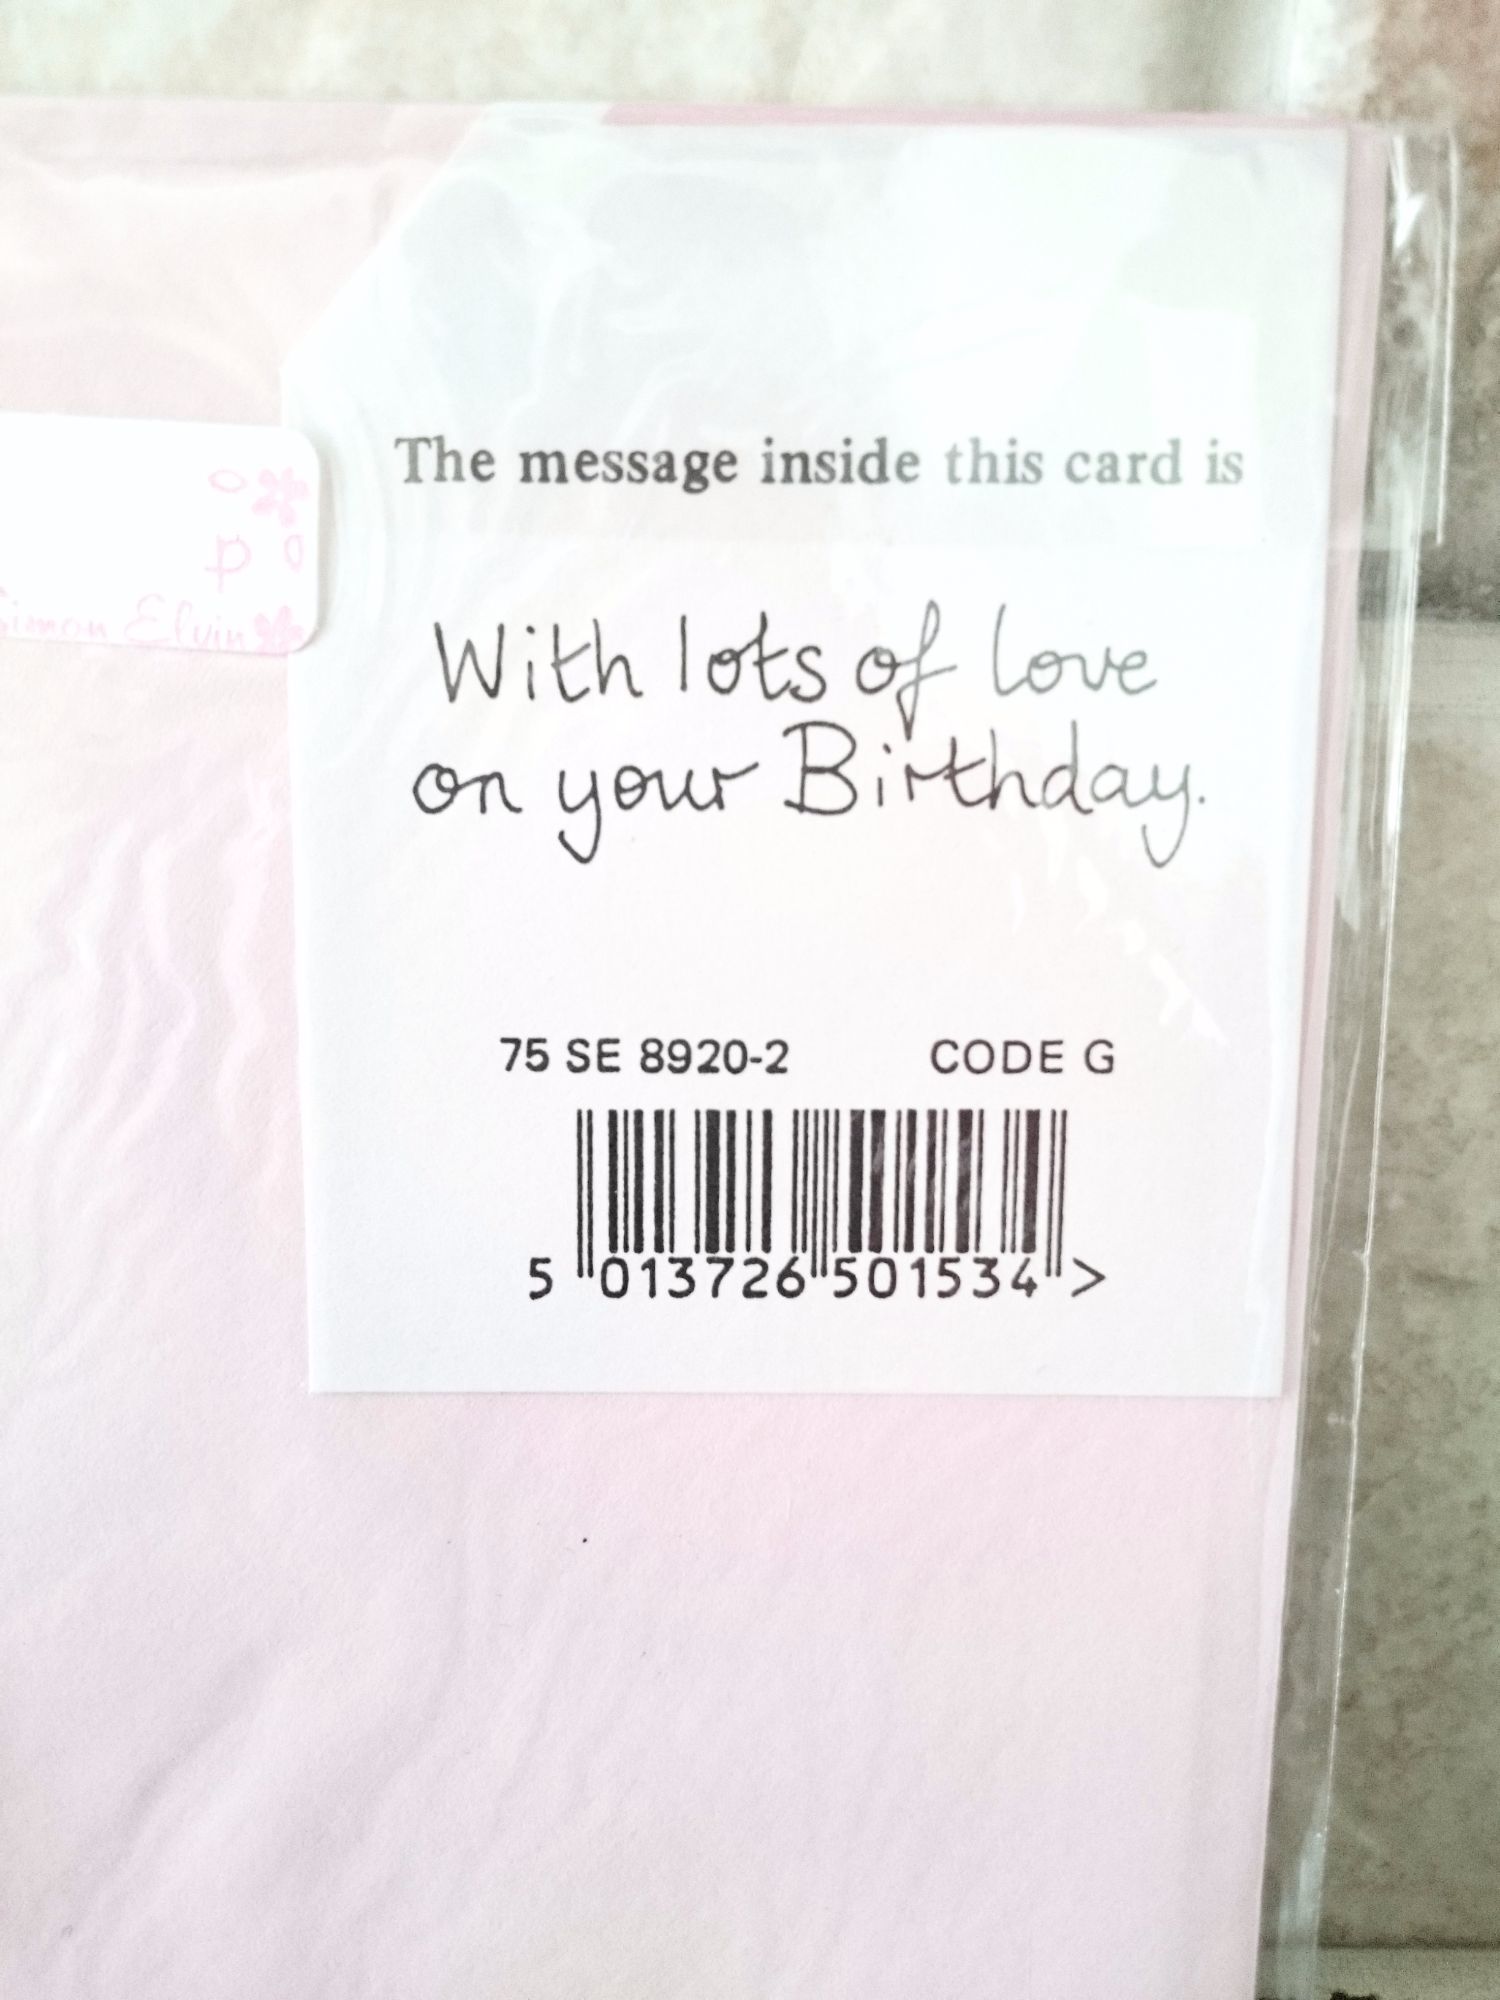 The message inside this card is
p
Simon Elvin
With lots of love
on your Birthday.
75 SE 8920-2 CODE G
5 013726 501534 >